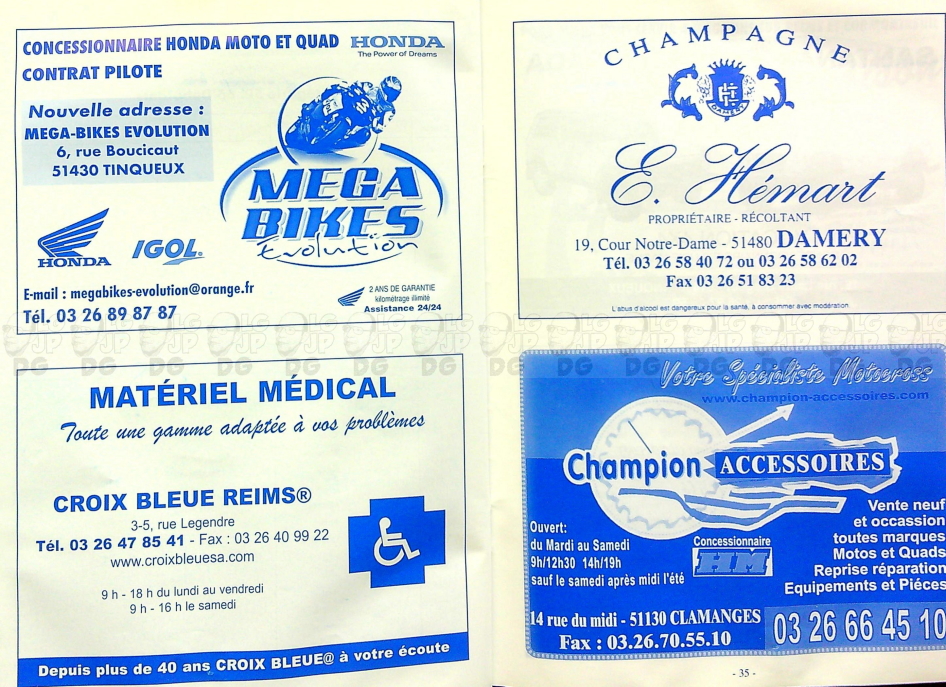 CONCESSIONNAIRE HONDA MOTO ET QUAD
CONTRAT PILOTE
HONDA
The Power of Dreams
Nouvelle adresse :
MEGA-BIKES EVOLUTION
6, rue Boucicaut
51430 TINQUEUX
MEGA
BIKES
Evolution
HONDA
IGOL.
E-mail : megabikes-evolution@orange.fr
Tél. 03 26 89 87 87
2 ANS DE GARANTIE
kilométrage illimité
Assistance 24/24
MATÉRIEL MÉDICAL
Toute une gamme adaptée à vos problèmes
CROIX BLEUE REIMS®
3-5, rue Legendre
Tél. 03 26 47 85 41 - Fax : 03 26 40 99 22
www.croixbleuesa.com
9 h - 18 h du lundi au vendredi
9 h - 16 h le samedi
Depuis plus de 40 ans CROIX BLEUE@ à votre écoute
CHAMPAGNE
DAMERY
E. Hémart
PROPRIÉTAIRE - RÉCOLTANT
19, Cour Notre-Dame - 51480 DAMERY
Tél. 03 26 58 40 72 ou 03 26 58 62 02
Fax 03 26 51 83 23
L'abus d'alcool est dangereux pour la santé, à consommer avec modération
Votre Spécialiste Motocross
www.champion-accessoires.com
Champion ACCESSOIRES
Ouvert:
du Mardi au Samedi
9h/12h30 14h/19h
sauf le samedi après midi l'été
Concessionnaire
HM
Vente neuf
et occassion
toutes marques
Motos et Quads
Reprise réparation
Equipements et Piéces
14 rue du midi - 51130 CLAMANGES
Fax : 03.26.70.55.10
03 26 66 45 10
- 35 -